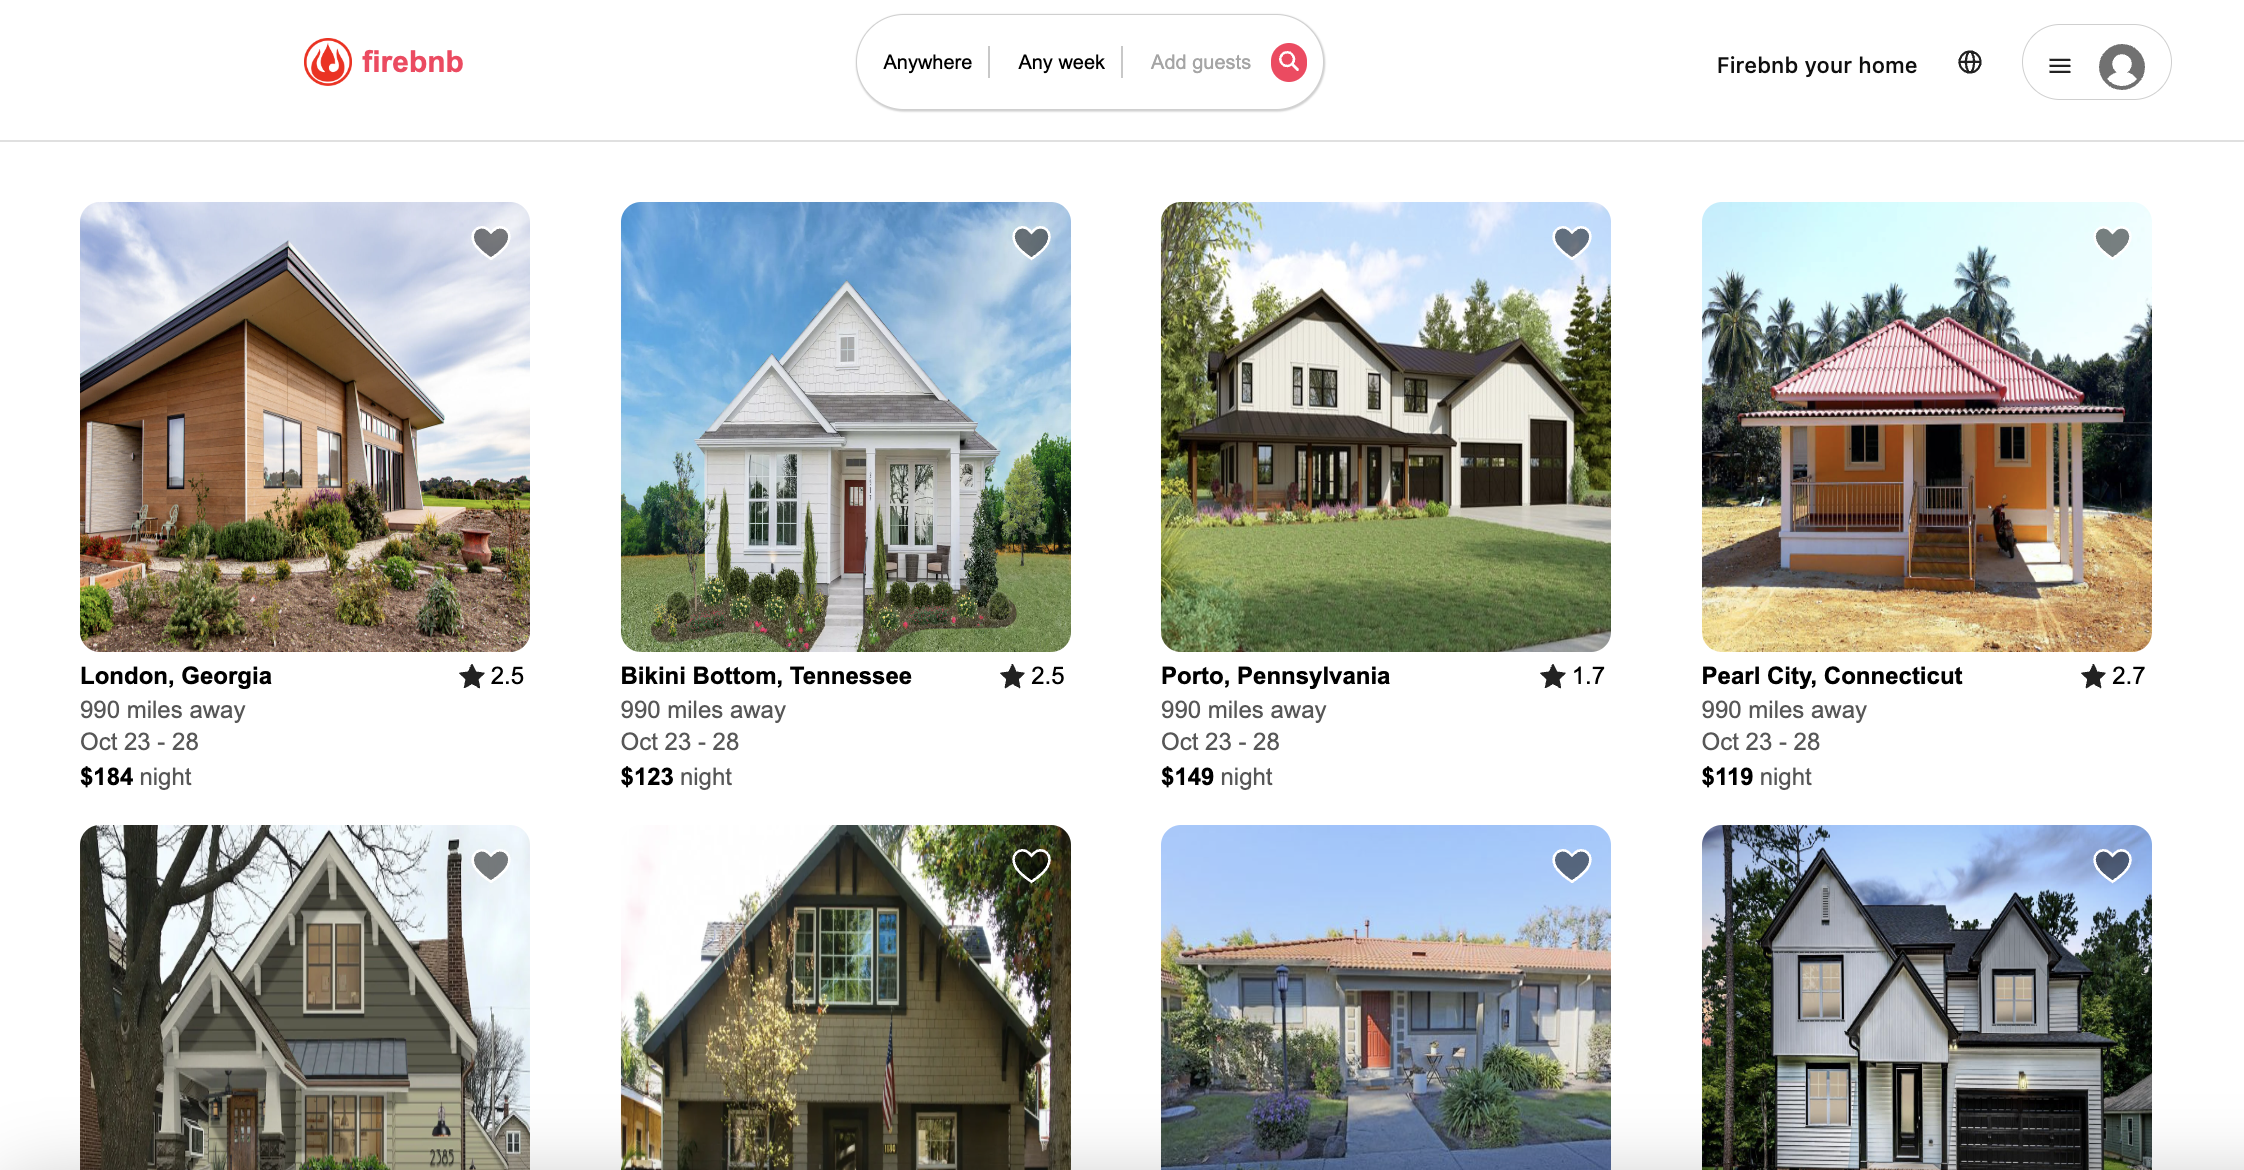 firebnb
Anywhere
Any week
Add guests
Firebnb your home
London, Georgia
2.5
990 miles away
Oct 23 - 28
$184 night
Bikini Bottom, Tennessee
2.5
990 miles away
Oct 23 - 28
$123 night
Porto, Pennsylvania
1.7
990 miles away
Oct 23 - 28
$149 night
Pearl City, Connecticut
2.7
990 miles away
Oct 23 - 28
$119 night
2385